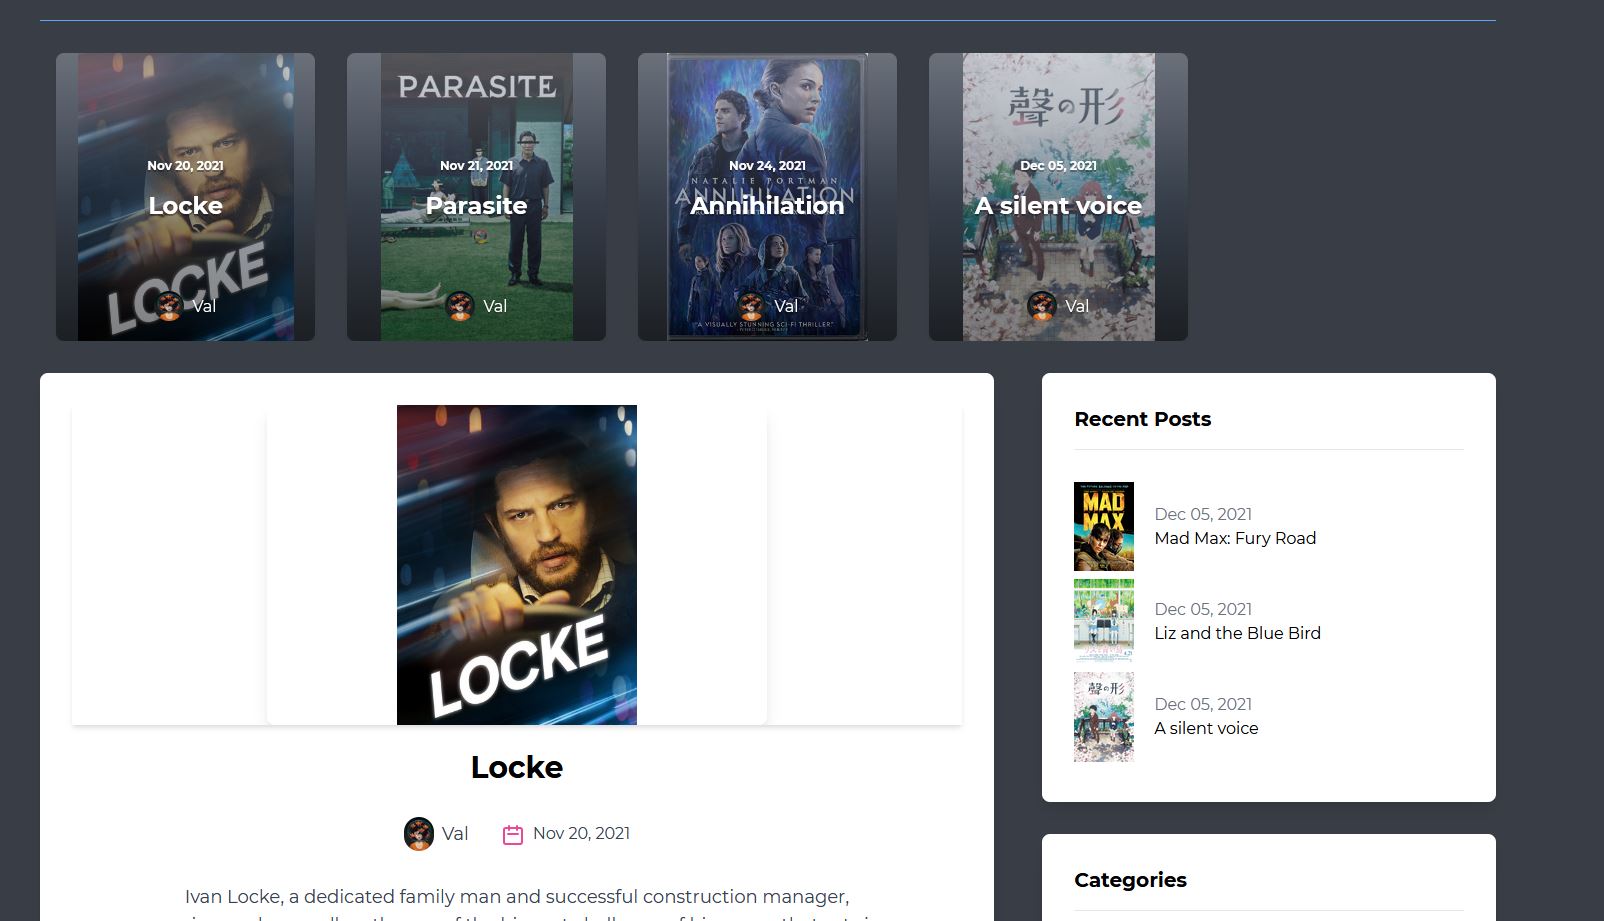 Nov 20, 2021
Locke
LOCKE
Val
PARASITE
Nov 21, 2021
Parasite
Val
Nov 24, 2021
NATALIE PORTMAN
ANNIHILATION
Annihilation
Val
"A VISUALLY STUNNING SCI-FI THRILLER"
聲の形
Dec 05, 2021
A silent voice
Val
LOCKE
Locke
Val
Nov 20, 2021
Ivan Locke, a dedicated family man and successful construction manager,
Recent Posts
MAD
MAX
Dec 05, 2021
Mad Max: Fury Road
Dec 05, 2021
Liz and the Blue Bird
聲の形
Dec 05, 2021
A silent voice
Categories